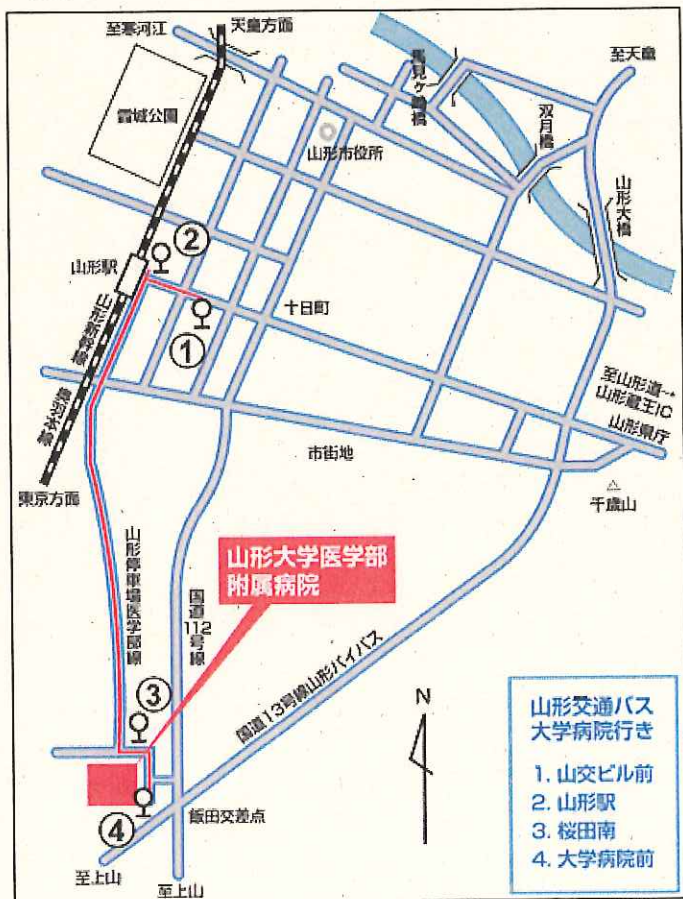 至寒河江
天童方面
至天童
霞城公園
馬見ヶ崎橋
双月橋
山形市役所
山形大橋
②
山形駅
十日町
①
山形新幹線
奥羽本線
至山形道→
山形蔵王IC
山形県庁
市街地
千歳山
東京方面
山形大学医学部
附属病院
山形停車場医学部線
国道112号線
国道13号線山形バイパス
③
N
④
飯田交差点
至上山
至上山
山形交通バス
大学病院行き
1. 山交ビル前
2. 山形駅
3. 桜田南
4. 大学病院前